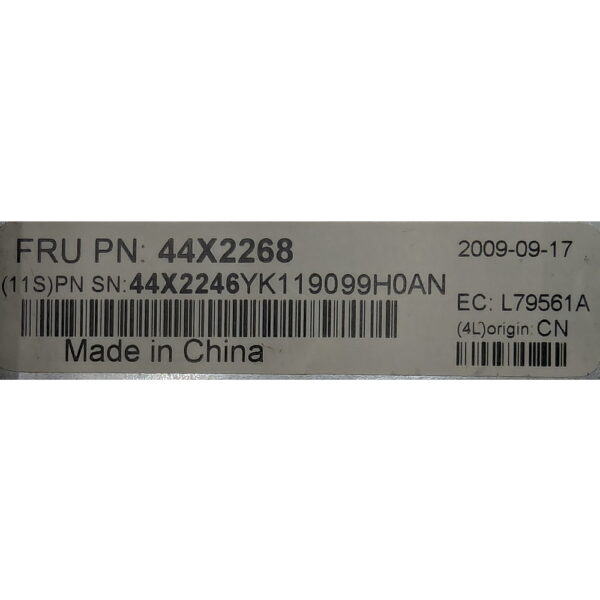 FRU PN: 44X2268
2009-09-17
(11S)PN SN:44X2246YK119099H0AN
EC: L79561A
(4L)origin:CN
Made in China